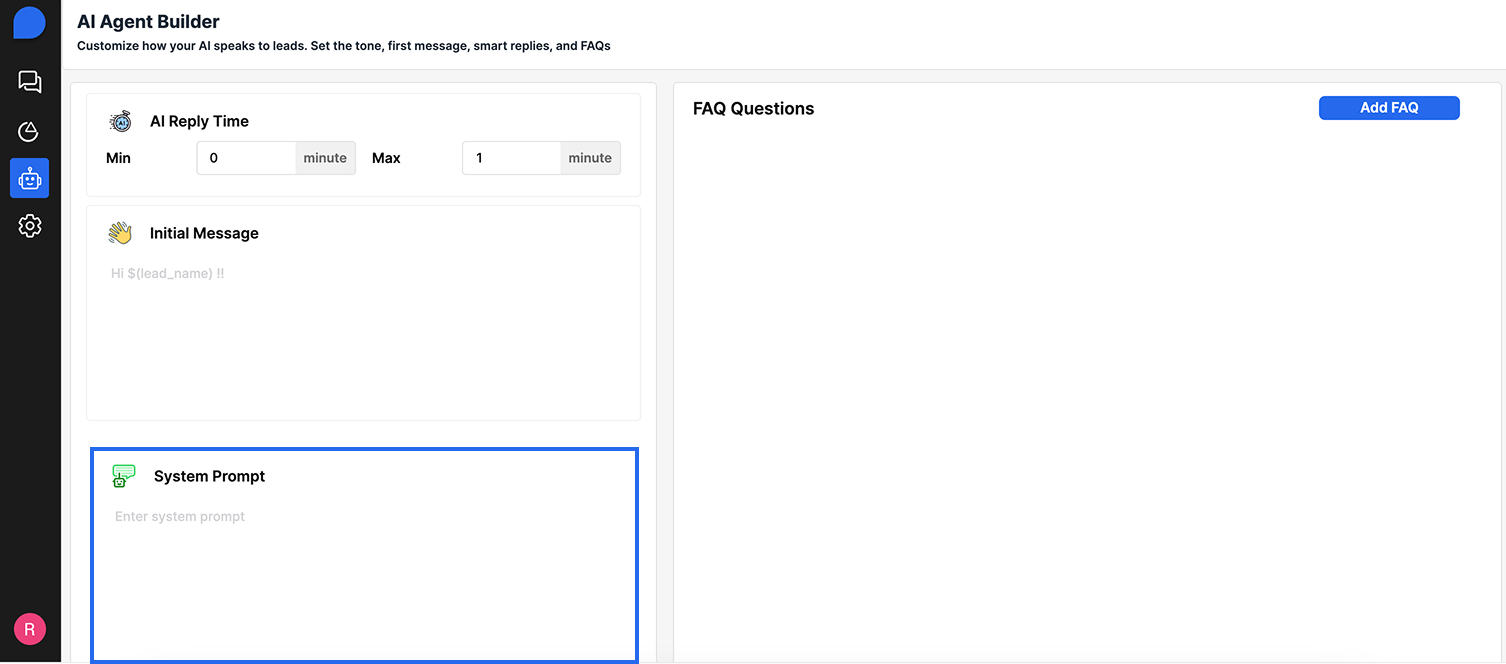 AI Agent Builder
Customize how your AI speaks to leads. Set the tone, first message, smart replies, and FAQs
AI
AI Reply Time
Min
0
minute
Max
1
minute
Initial Message
Hi $(lead_name) !!
System Prompt
Enter system prompt
FAQ Questions
Add FAQ
R